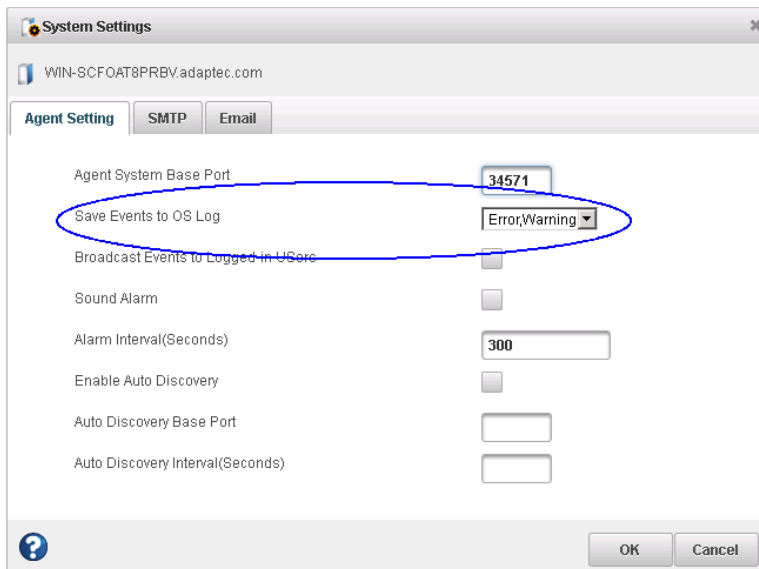 System Settings
WIN-SCFOAT8PRBV.adaptec.com
Agent Setting SMTP Email
Agent System Base Port 34571
Save Events to OS Log Error,Warning
Broadcast Events to Logged-in USers
Sound Alarm
Alarm Interval(Seconds) 300
Enable Auto Discovery
Auto Discovery Base Port
Auto Discovery Interval(Seconds)
? OK Cancel